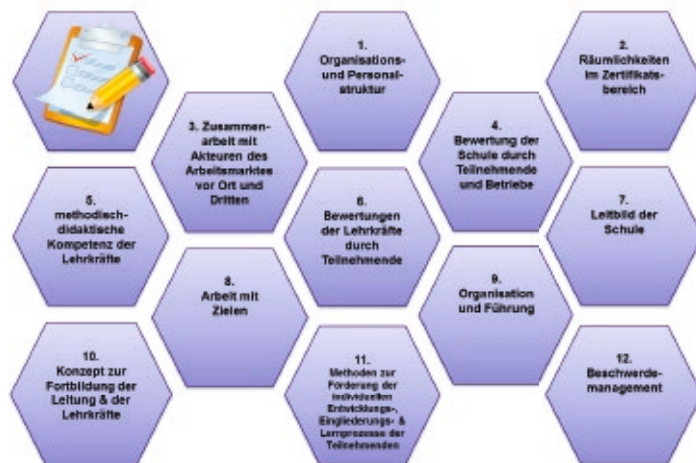 1.
Organisations-
und Personal-
struktur
2.
Räumlichkeiten
im Zertifikats-
bereich
3. Zusammen-
arbeit mit
Akteuren des
Arbeitsmarktes
vor Ort und
Dritten
4.
Bewertung der
Schule durch
Teilnehmende
und Betriebe
5.
methodisch-
didaktische
Kompetenz der
Lehrkräfte
6.
Bewertungen
der Lehrkräfte
durch
Teilnehmende
7.
Leitbild der
Schule
8.
Arbeit mit
Zielen
9.
Organisation
und Führung
10.
Konzept zur
Fortbildung der
Leitung & der
Lehrkräfte
11.
Methoden zur
Förderung der
individuellen
Entwicklungs-,
Eingliederungs- &
Lernprozesse der
Teilnehmenden
12.
Beschwerde-
management